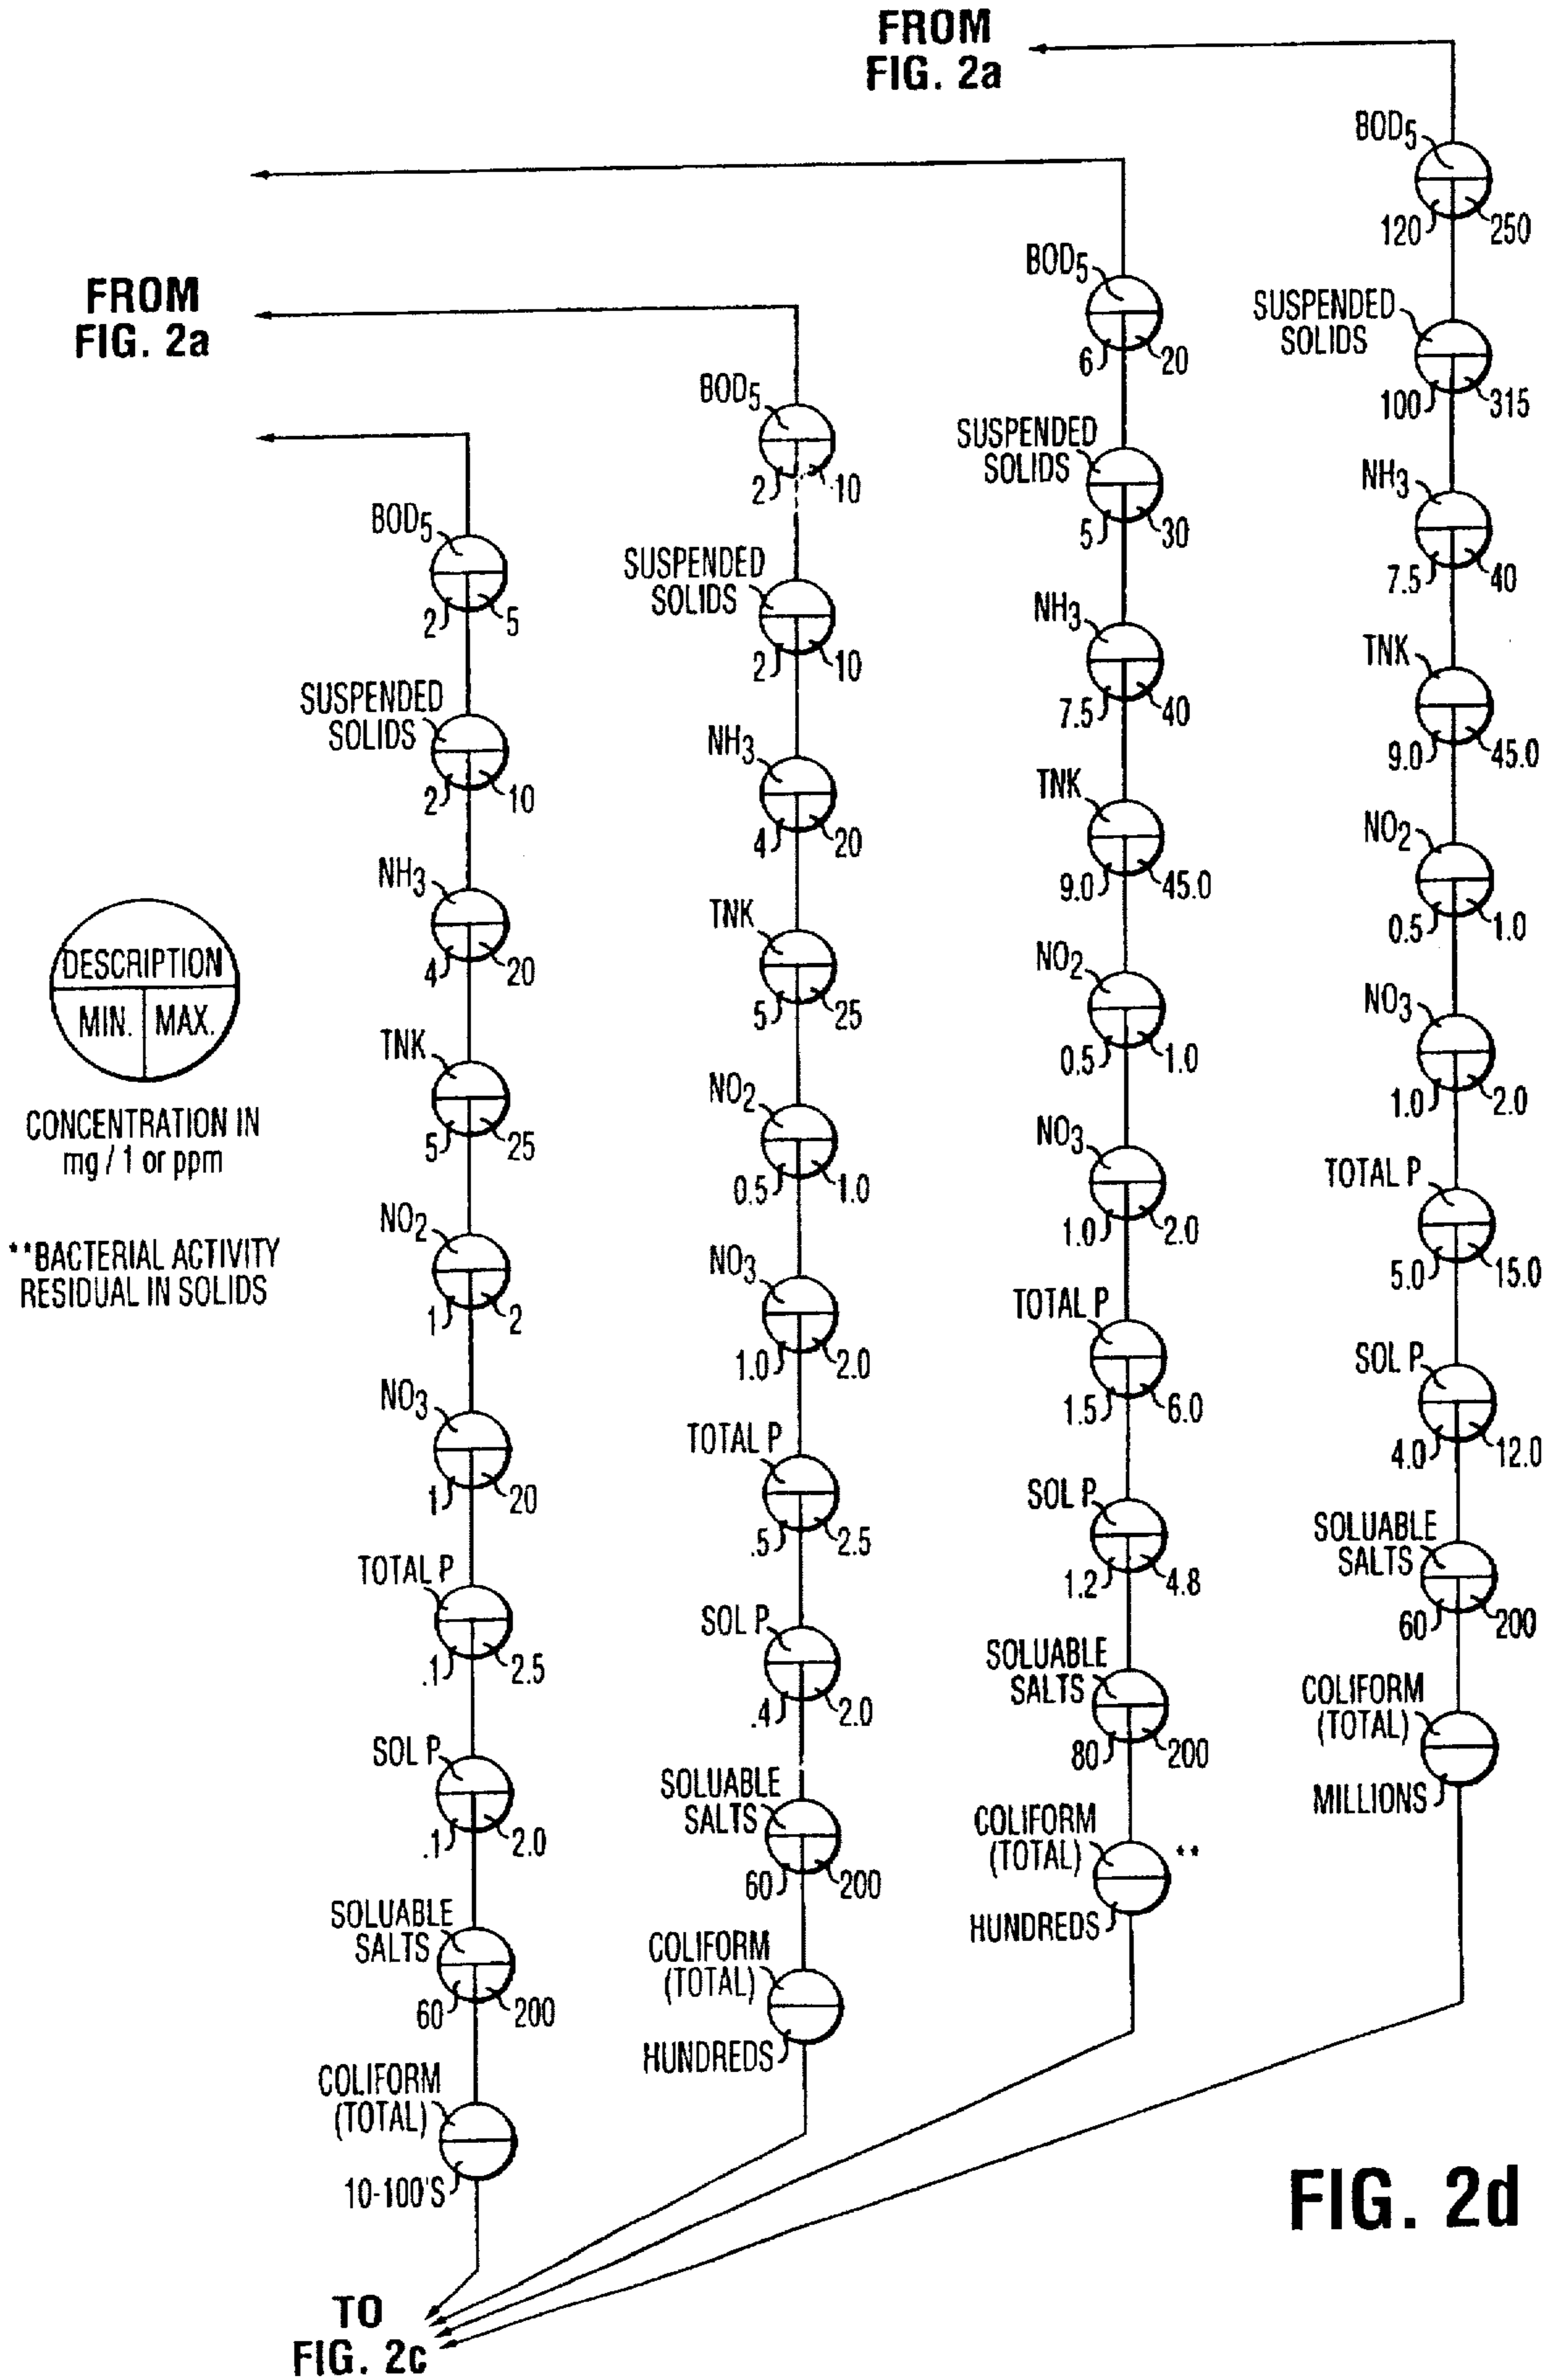 FROM
FIG. 2a
BOD5
120 250
SUSPENDED
SOLIDS
100 315
NH3
7.5 40
TNK
9.0 45.0
NO2
0.5 1.0
NO3
1.0 2.0
TOTAL P
5.0 15.0
SOL P
4.0 12.0
SOLUABLE
SALTS
60 200
COLIFORM
(TOTAL)
MILLIONS
BOD5
6 20
SUSPENDED
SOLIDS
5 30
NH3
7.5 40
TNK
9.0 45.0
NO2
0.5 1.0
NO3
1.0 2.0
TOTAL P
1.5 6.0
SOL P
1.2 4.8
SOLUABLE
SALTS
80 200
COLIFORM
(TOTAL) **
HUNDREDS
FROM
FIG. 2a
BOD5
2 10
SUSPENDED
SOLIDS
2 10
NH3
4 20
TNK
5 25
NO2
0.5 1.0
NO3
1.0 2.0
TOTAL P
.5 2.5
SOL P
.4 2.0
SOLUABLE
SALTS
60 200
COLIFORM
(TOTAL)
HUNDREDS
BOD5
2 5
SUSPENDED
SOLIDS
2 10
NH3
4 20
TNK
5 25
NO2
1 2
NO3
1 20
TOTAL P
.1 2.5
SOL P
.1 2.0
SOLUABLE
SALTS
60 200
COLIFORM
(TOTAL)
10-100'S
DESCRIPTION
MIN. MAX.
CONCENTRATION IN
mg / 1 or ppm
**BACTERIAL ACTIVITY
RESIDUAL IN SOLIDS
TO
FIG. 2c
FIG. 2d